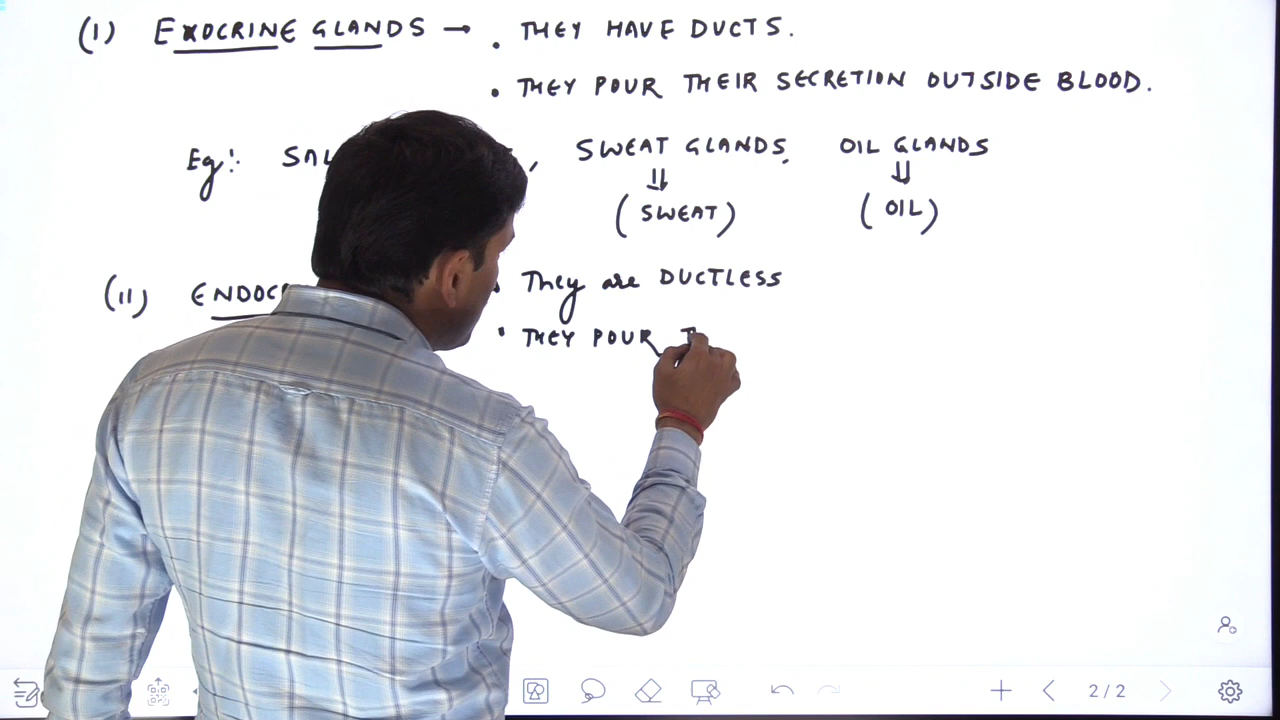 (I) EXOCRINE GLANDS → • THEY HAVE DUCTS.
• THEY POUR THEIR SECRETION OUTSIDE BLOOD.
Eg:. SWEAT GLANDS, OIL GLANDS
(SWEAT) (OIL)
(II) • They are DUCTLESS
• THEY POUR
2/2